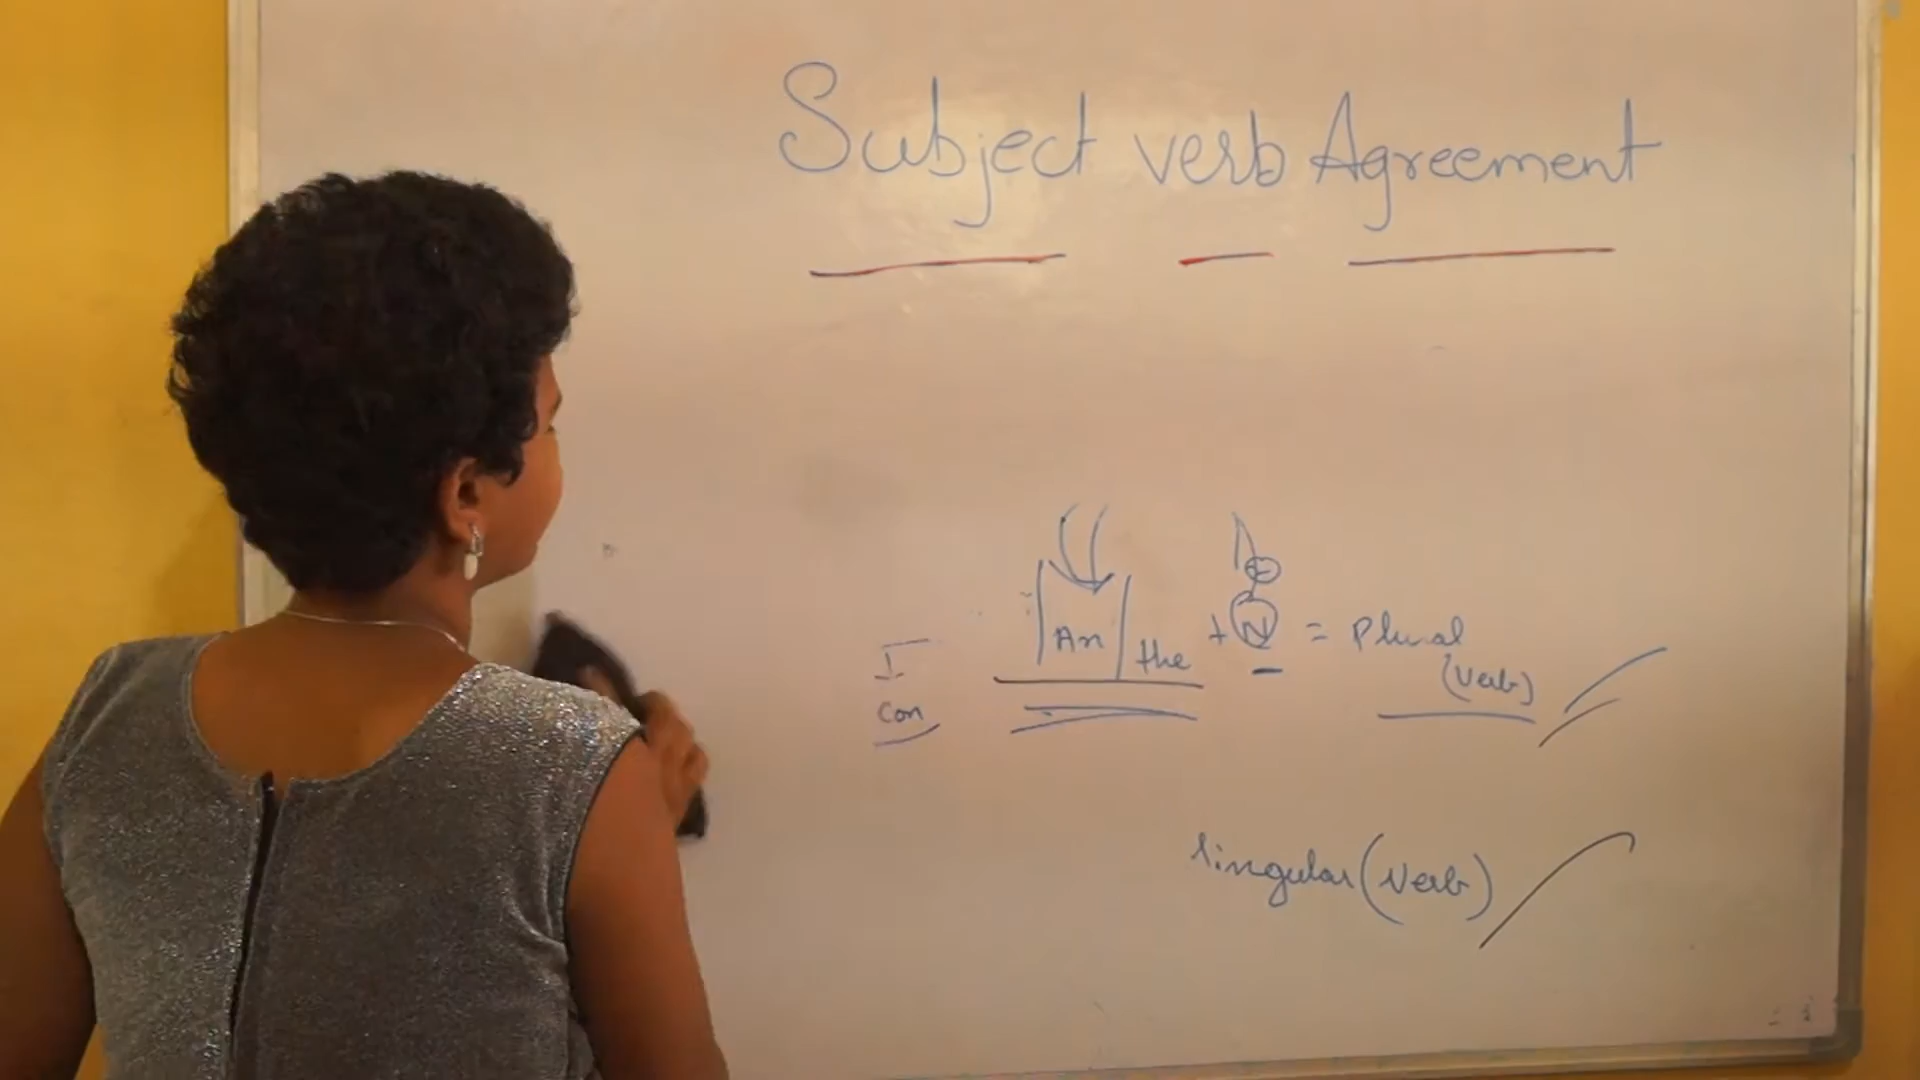 Subject verb Agreement
I
Con
An the + N = Plural
(verb)
singular (verb)